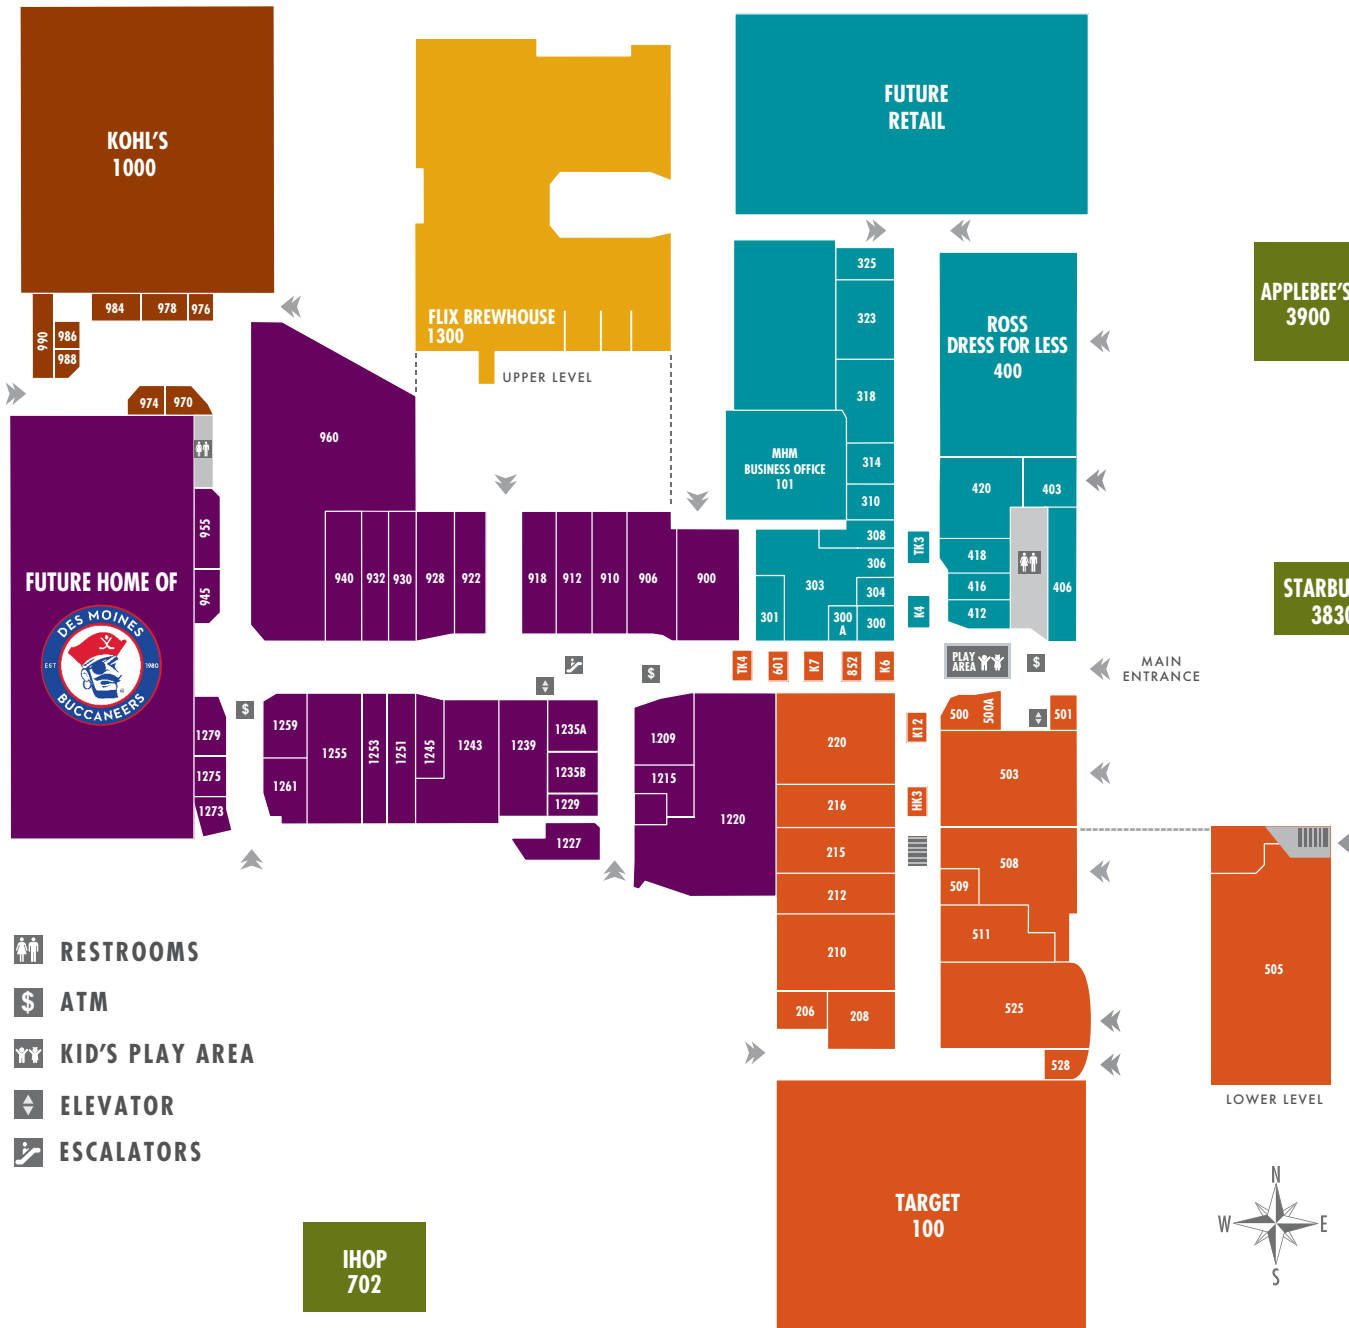 KOHL'S
1000
FUTURE
RETAIL
FLIX BREWHOUSE
1300
UPPER LEVEL
APPLEBEE'S
3900
ROSS
DRESS FOR LESS
400
990
984
978
976
986
988
974
970
325
323
318
314
310
308
306
304
300
300
A
303
301
MHM
BUSINESS OFFICE
101
420
403
418
416
412
406
TK3
K4
STARBU
3830
960
955
945
940
932
930
928
922
918
912
910
906
900
FUTURE HOME OF
DES MOINES
EST
1980
BUCCANEERS
TK4
601
K7
852
K6
PLAY
AREA
$
$
$
MAIN
ENTRANCE
1279
1275
1273
1259
1261
1255
1253
1251
1245
1243
1239
1235A
1235B
1229
1227
1209
1215
1220
220
216
215
212
210
206
208
K12
HK3
500
500A
501
503
508
509
511
525
528
505
LOWER LEVEL
TARGET
100
RESTROOMS
$ ATM
KID'S PLAY AREA
ELEVATOR
ESCALATORS
IHOP
702
N
W
E
S